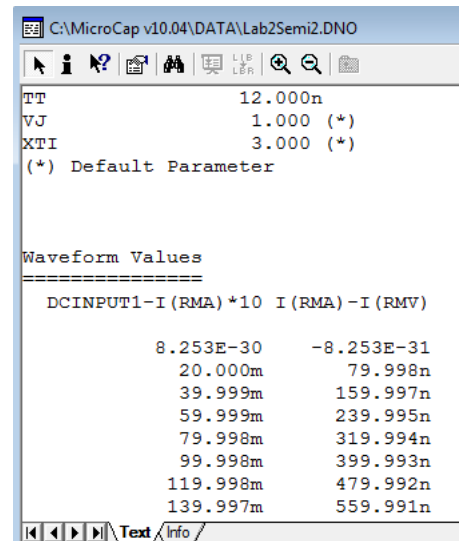 C:\MicroCap v10.04\DATA\Lab2Semi2.DNO
LIB
LBR
TT 12.000n
VJ 1.000 (*)
XTI 3.000 (*)
(*) Default Parameter
Waveform Values
===============
DCINPUT1-I(RMA)*10 I(RMA)-I(RMV)
8.253E-30 -8.253E-31
20.000m 79.998n
39.999m 159.997n
59.999m 239.995n
79.998m 319.994n
99.998m 399.993n
119.998m 479.992n
139.997m 559.991n
Text / Info